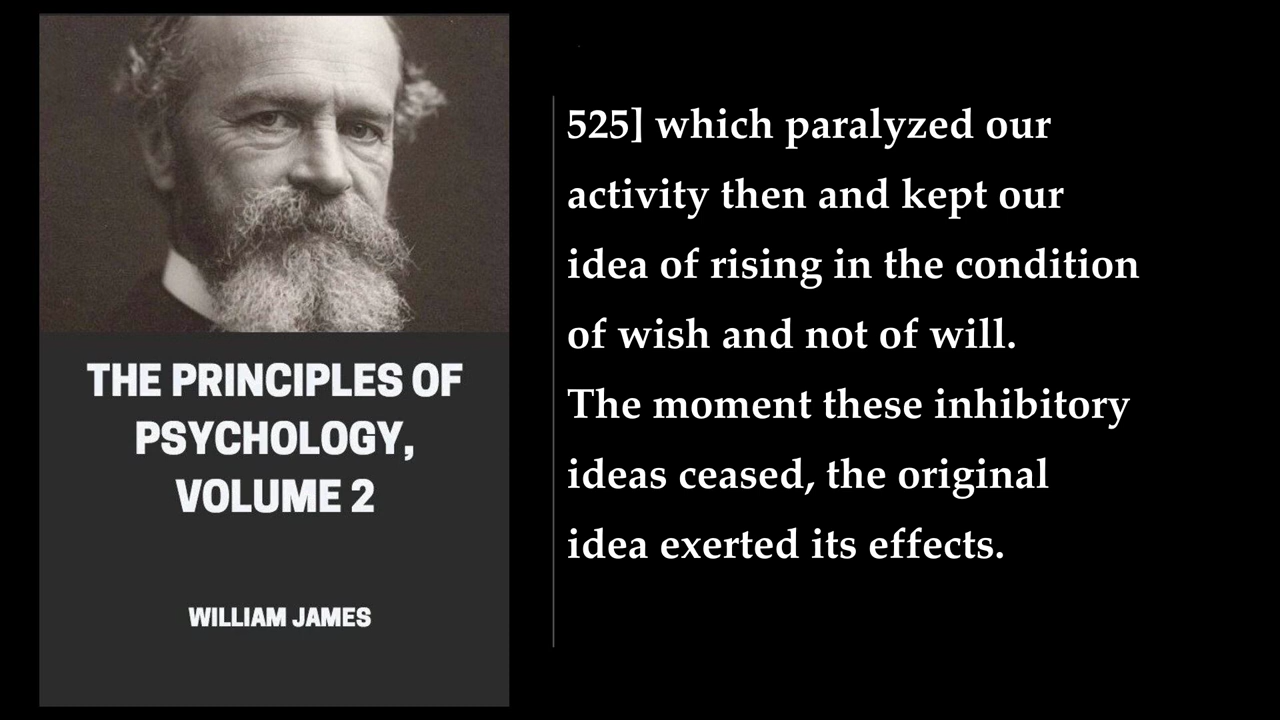 THE PRINCIPLES OF
PSYCHOLOGY,
VOLUME 2
WILLIAM JAMES
525] which paralyzed our
activity then and kept our
idea of rising in the condition
of wish and not of will.
The moment these inhibitory
ideas ceased, the original
idea exerted its effects.